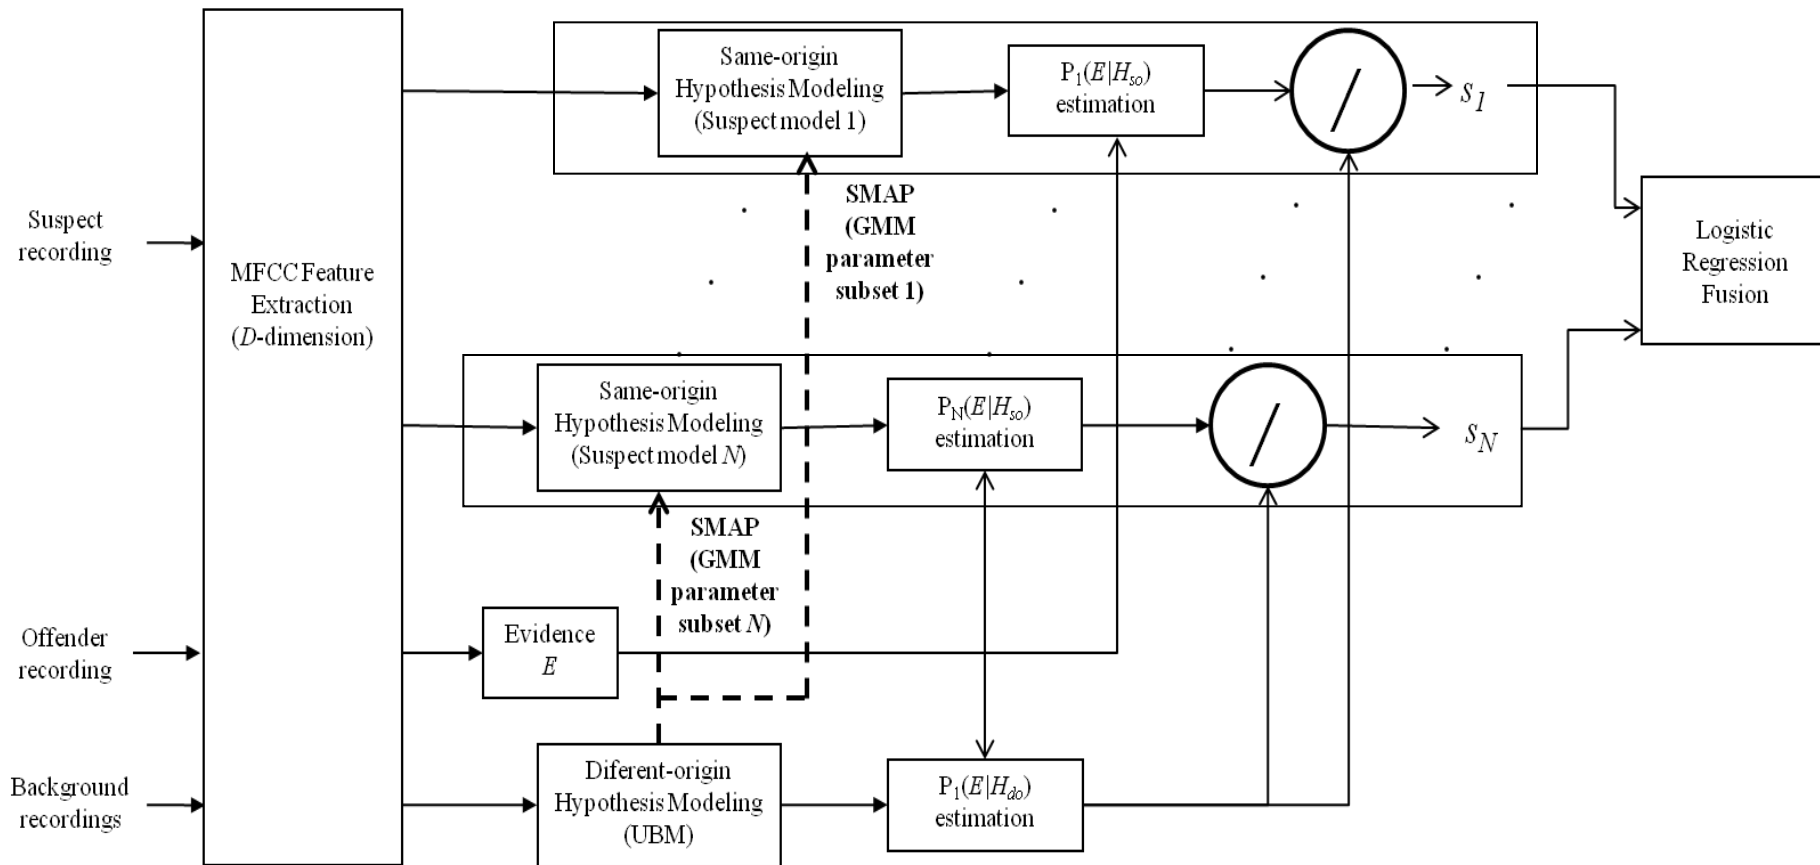 Same-origin
Hypothesis Modeling
(Suspect model 1)
P1(E|Hso)
estimation
/
s1
SMAP
(GMM
parameter
subset 1)
Suspect
recording
MFCC Feature
Extraction
(D-dimension)
Logistic
Regression
Fusion
Same-origin
Hypothesis Modeling
(Suspect model N)
PN(E|Hso)
estimation
/
sN
SMAP
(GMM
parameter
subset N)
Offender
recording
Evidence
E
Background
recordings
Diferent-origin
Hypothesis Modeling
(UBM)
P1(E|Hdo)
estimation